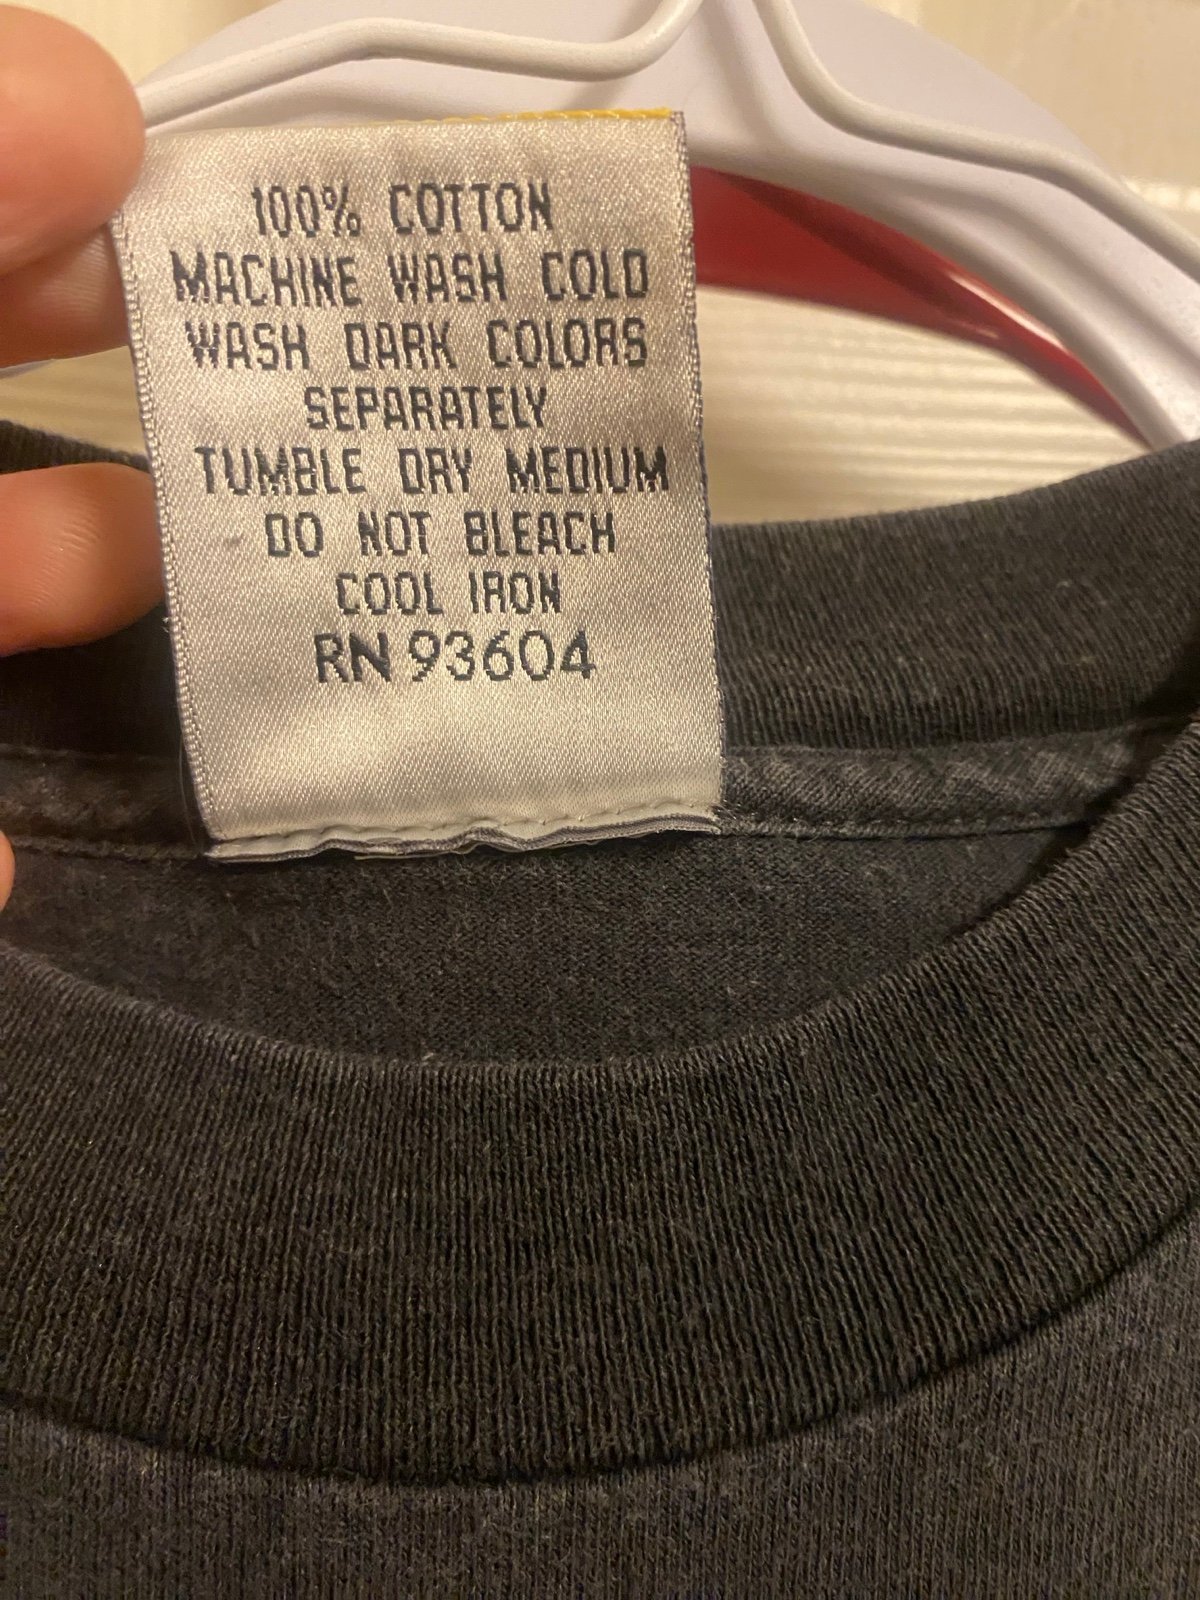 100% COTTON
MACHINE WASH COLD
WASH DARK COLORS
SEPARATELY
TUMBLE DRY MEDIUM
DO NOT BLEACH
COOL IRON
RN 93604